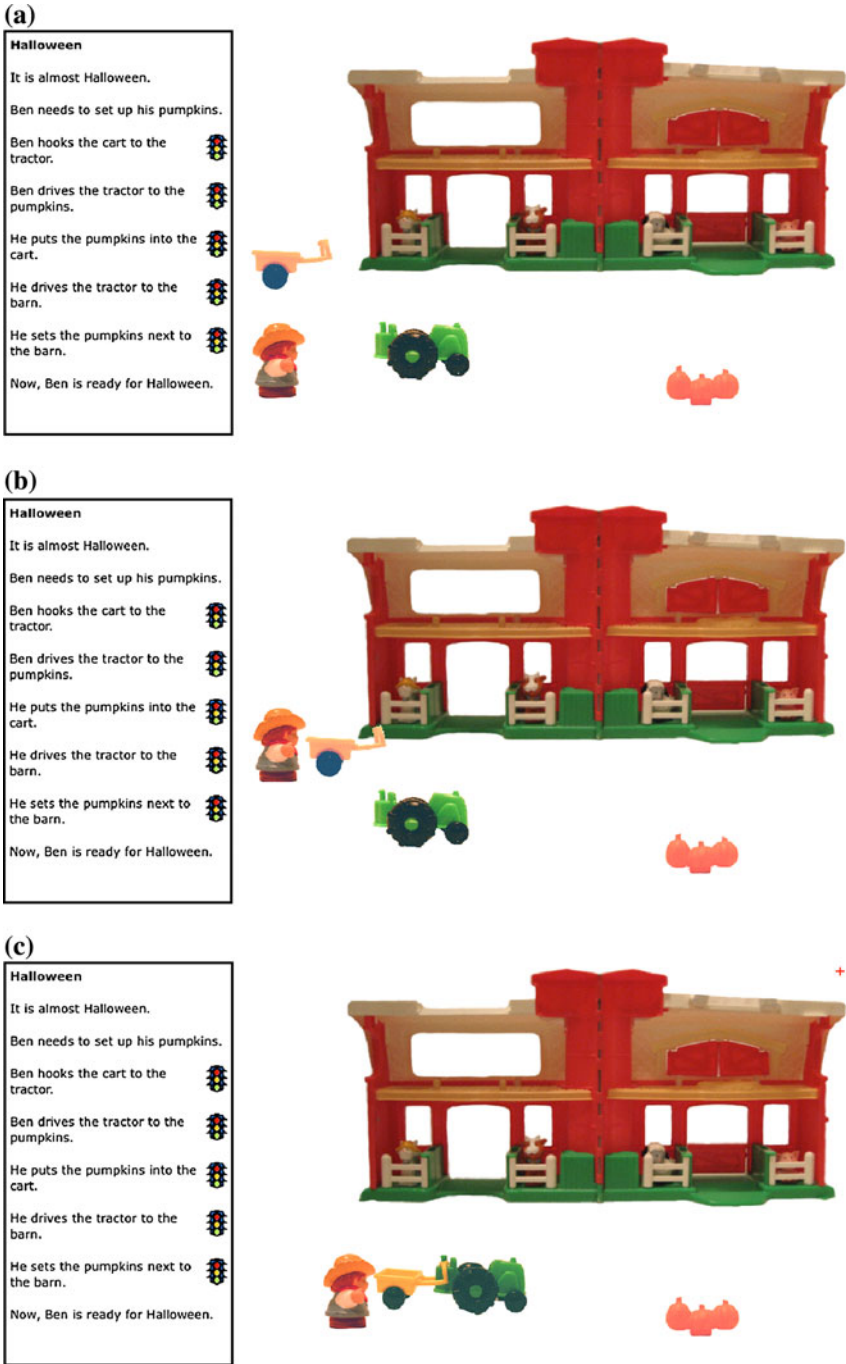 (a)
Halloween
It is almost Halloween.
Ben needs to set up his pumpkins.
Ben hooks the cart to the
tractor.
Ben drives the tractor to the
pumpkins.
He puts the pumpkins into the
cart.
He drives the tractor to the
barn.
He sets the pumpkins next to
the barn.
Now, Ben is ready for Halloween.
(b)
Halloween
It is almost Halloween.
Ben needs to set up his pumpkins.
Ben hooks the cart to the
tractor.
Ben drives the tractor to the
pumpkins.
He puts the pumpkins into the
cart.
He drives the tractor to the
barn.
He sets the pumpkins next to
the barn.
Now, Ben is ready for Halloween.
(c)
Halloween
It is almost Halloween.
Ben needs to set up his pumpkins.
Ben hooks the cart to the
tractor.
Ben drives the tractor to the
pumpkins.
He puts the pumpkins into the
cart.
He drives the tractor to the
barn.
He sets the pumpkins next to
the barn.
Now, Ben is ready for Halloween.